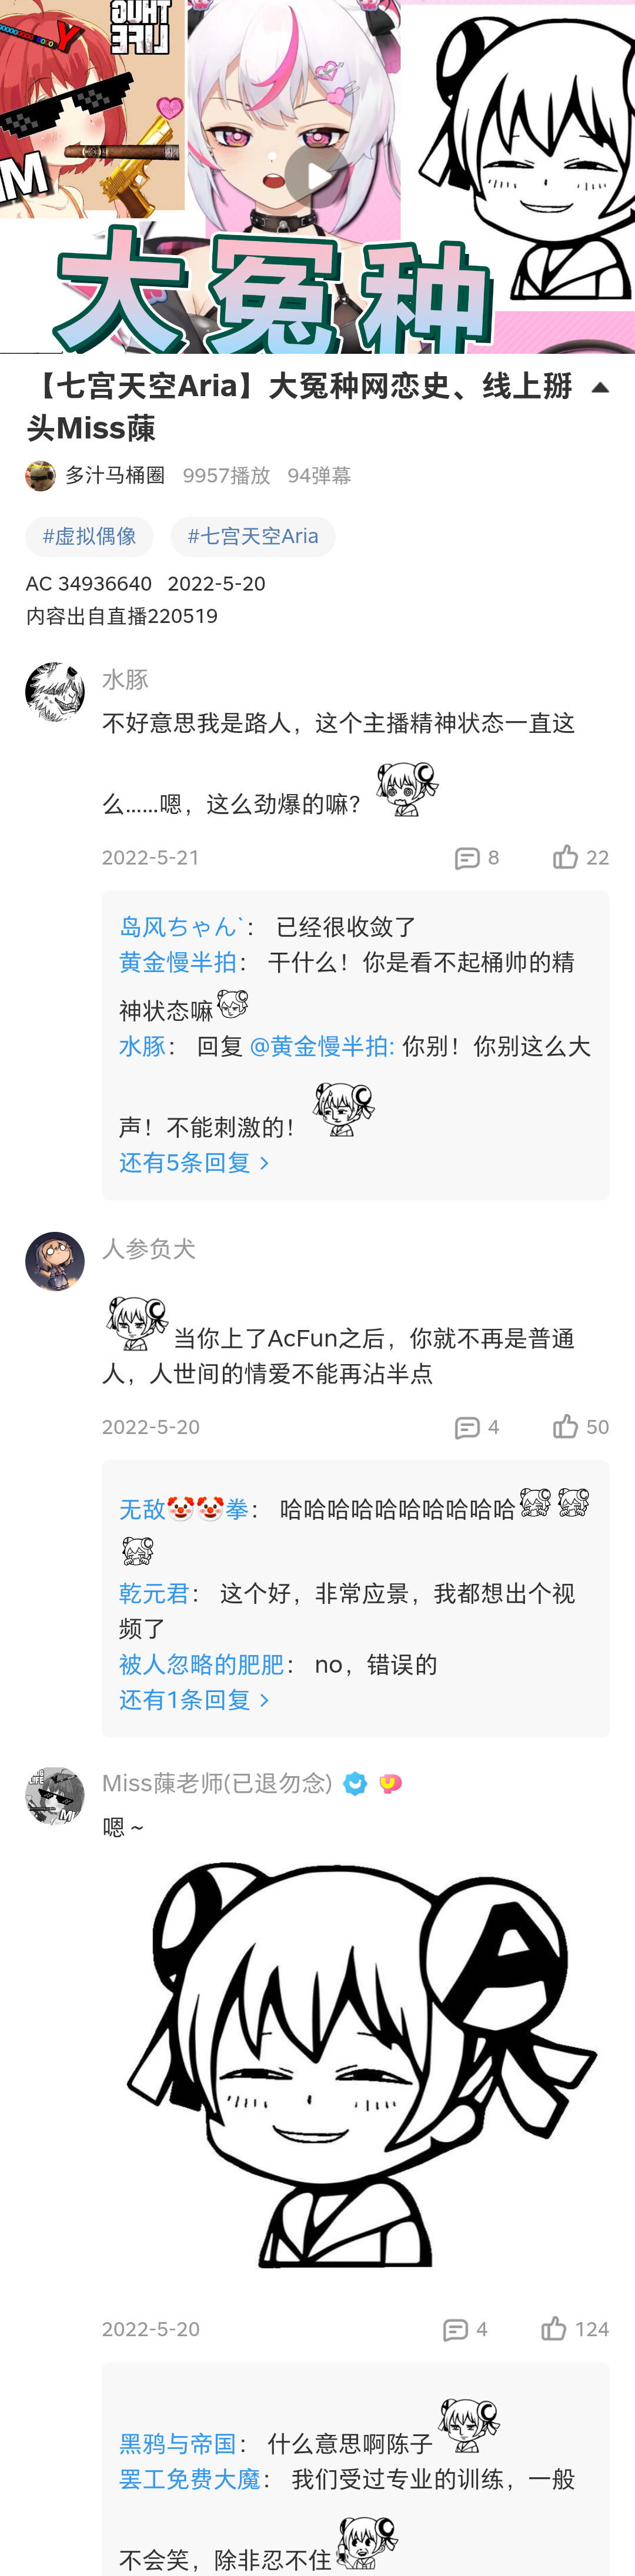 THUG
LIFE
Y
M
大冤种
【七宫天空Aria】大冤种网恋史、线上掰
头Miss蔯
多汁马桶圈 9957播放 94弹幕
#虚拟偶像 #七宫天空Aria
AC 34936640 2022-5-20
内容出自直播220519
水豚
不好意思我是路人，这个主播精神状态一直这
么……嗯，这么劲爆的嘛？
2022-5-21 8 22
岛风ちゃん`： 已经很收敛了
黄金慢半拍： 干什么！你是看不起桶帅的精
神状态嘛
水豚： 回复 @黄金慢半拍: 你别！你别这么大
声！不能刺激的！
还有5条回复 >
人参负犬
当你上了AcFun之后，你就不再是普通
人，人世间的情爱不能再沾半点
2022-5-20 4 50
无敌🤡🤡拳： 哈哈哈哈哈哈哈哈哈哈
乾元君： 这个好，非常应景，我都想出个视
频了
被人忽略的肥肥： no，错误的
还有1条回复 >
LIFE
M
Miss蔯老师(已退勿念)
嗯～
A
2022-5-20 4 124
黑鸦与帝国： 什么意思啊陈子
罢工免费大魔： 我们受过专业的训练，一般
不会笑，除非忍不住